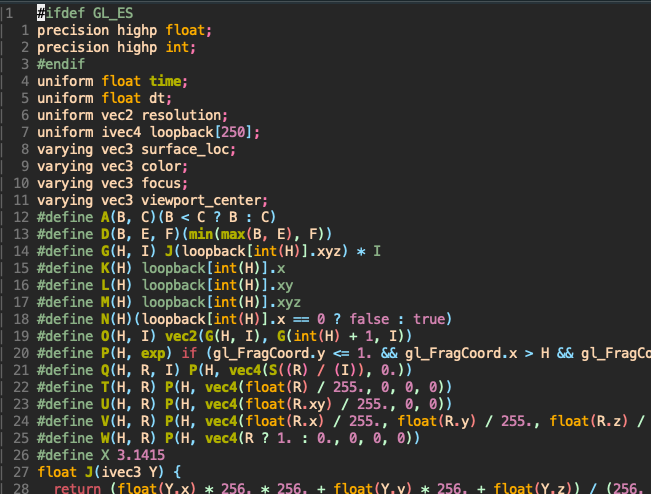 1 #ifdef GL_ES
1 precision highp float;
2 precision highp int;
3 #endif
4 uniform float time;
5 uniform float dt;
6 uniform vec2 resolution;
7 uniform ivec4 loopback[250];
8 varying vec3 surface_loc;
9 varying vec3 color;
10 varying vec3 focus;
11 varying vec3 viewport_center;
12 #define A(B, C)(B < C ? B : C)
13 #define D(B, E, F)(min(max(B, E), F))
14 #define G(H, I) J(loopback[int(H)].xyz) * I
15 #define K(H) loopback[int(H)].x
16 #define L(H) loopback[int(H)].xy
17 #define M(H) loopback[int(H)].xyz
18 #define N(H)(loopback[int(H)].x == 0 ? false : true)
19 #define O(H, I) vec2(G(H, I), G(int(H) + 1, I))
20 #define P(H, exp) if (gl_FragCoord.y <= 1. && gl_FragCoord.x > H && gl_FragCo
21 #define Q(H, R, I) P(H, vec4(S((R) / (I)), 0.))
22 #define T(H, R) P(H, vec4(float(R) / 255., 0, 0, 0))
23 #define U(H, R) P(H, vec4(float(R.xy) / 255., 0, 0))
24 #define V(H, R) P(H, vec4(float(R.x) / 255., float(R.y) / 255., float(R.z) /
25 #define W(H, R) P(H, vec4(R ? 1. : 0., 0, 0, 0))
26 #define X 3.1415
27 float J(ivec3 Y) {
28 return (float(Y.x) * 256. * 256. + float(Y.y) * 256. + float(Y.z)) / (256.